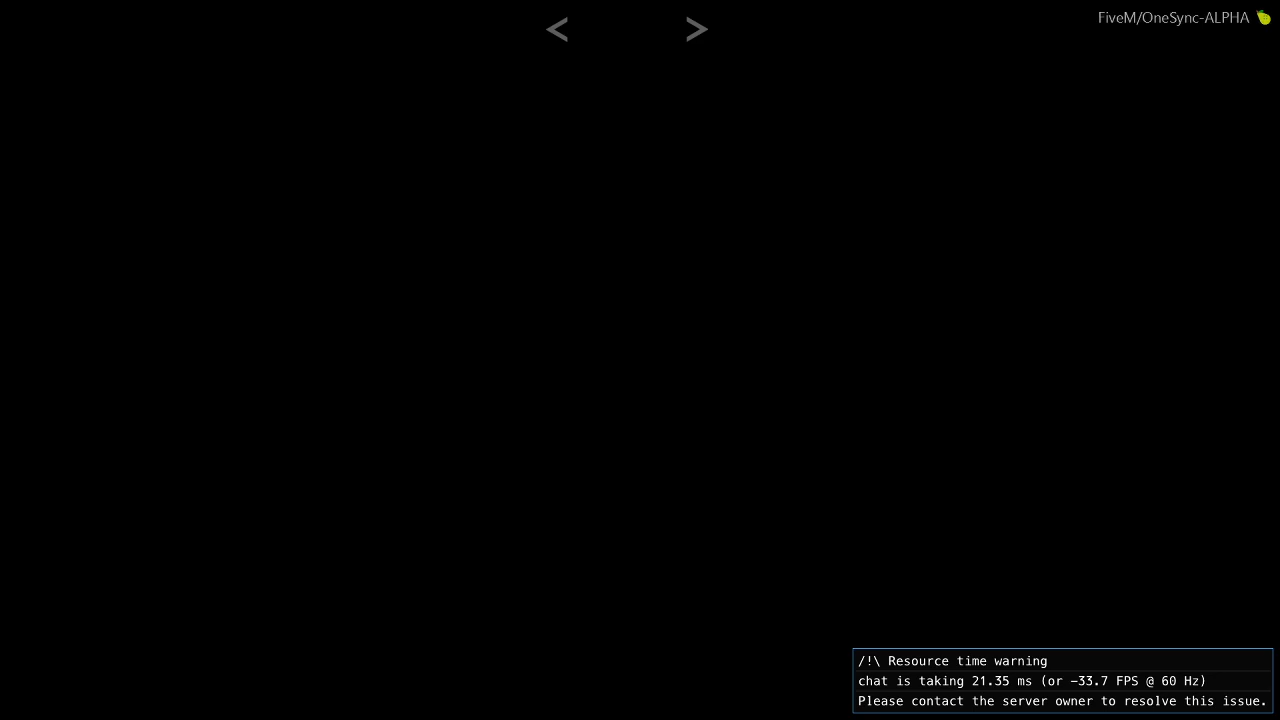 < >
FiveM/OneSync-ALPHA
/!\ Resource time warning
chat is taking 21.35 ms (or -33.7 FPS @ 60 Hz)
Please contact the server owner to resolve this issue.